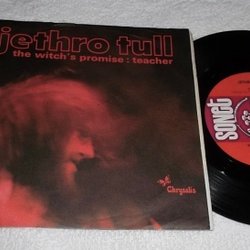 jethro tull
the witch's promise : teacher
Chrysalis
SONET